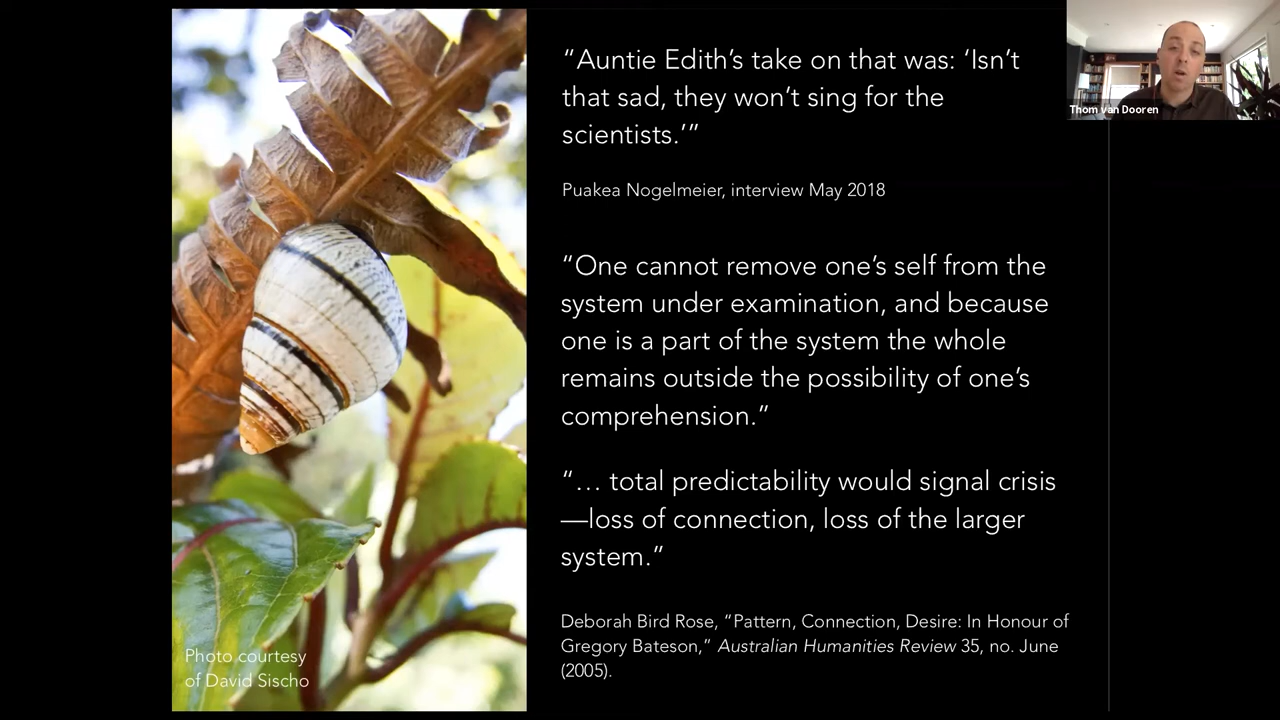 “Auntie Edith’s take on that was: ‘Isn’t
that sad, they won’t sing for the
scientists.’”
Puakea Nogelmeier, interview May 2018
“One cannot remove one’s self from the
system under examination, and because
one is a part of the system the whole
remains outside the possibility of one’s
comprehension.”
“… total predictability would signal crisis
—loss of connection, loss of the larger
system.”
Deborah Bird Rose, “Pattern, Connection, Desire: In Honour of
Gregory Bateson,” Australian Humanities Review 35, no. June
(2005).
Photo courtesy
of David Sischo
Thom van Dooren